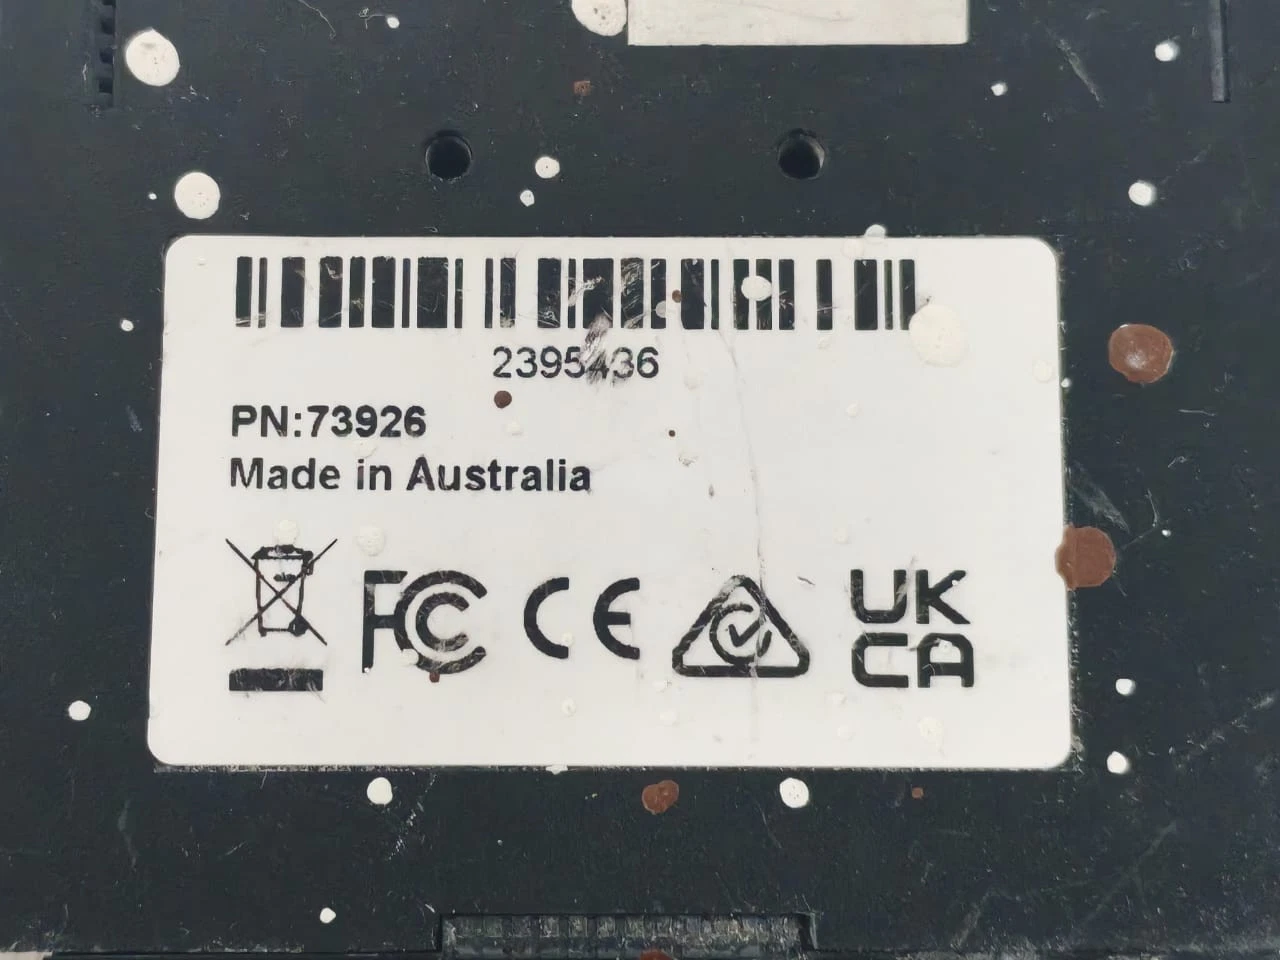 2395436
PN:73926
Made in Australia
FC CE UK
CA